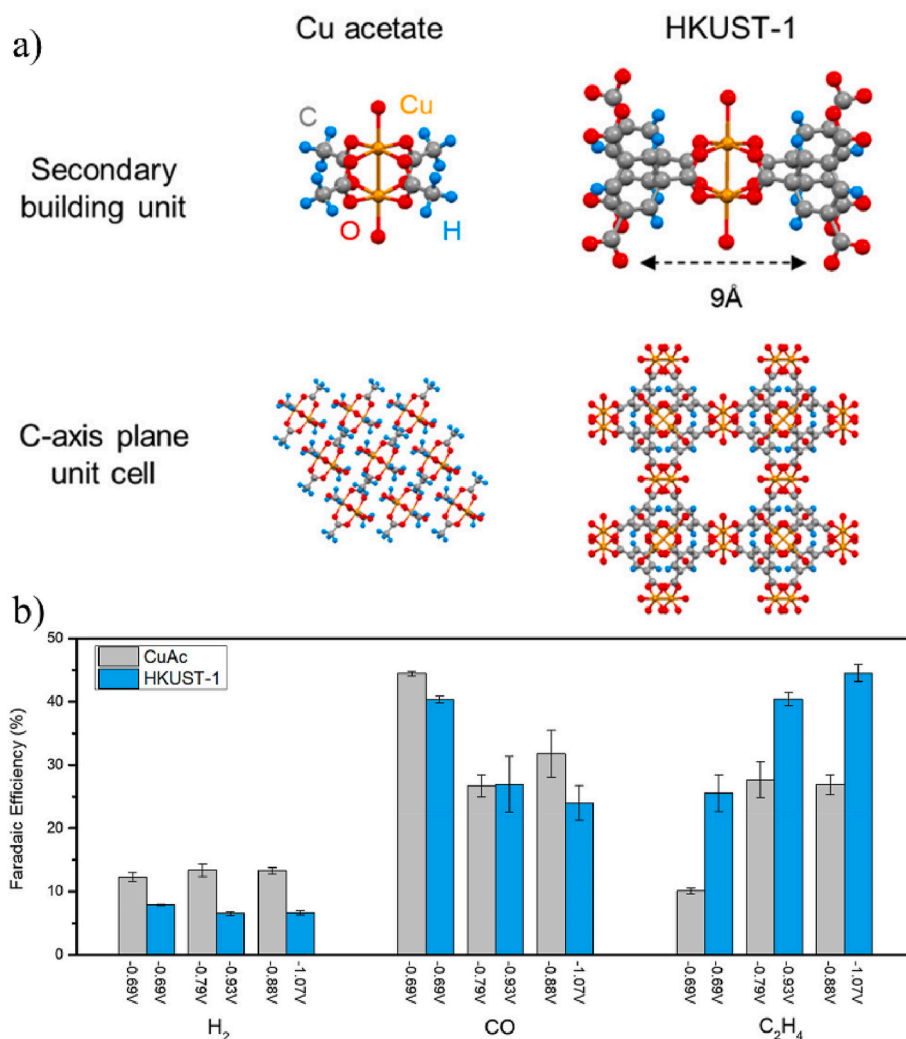 a)
Cu acetate
HKUST-1
Secondary
building unit
C
Cu
O
H
9Å
C-axis plane
unit cell
b)
CuAc
HKUST-1
Faradaic Efficiency (%)
50
40
30
20
10
0
-0.69V
-0.69V
-0.79V
-0.93V
-0.88V
-1.07V
-0.69V
-0.69V
-0.79V
-0.93V
-0.88V
-1.07V
-0.69V
-0.69V
-0.79V
-0.93V
-0.88V
-1.07V
H₂
CO
C₂H₄